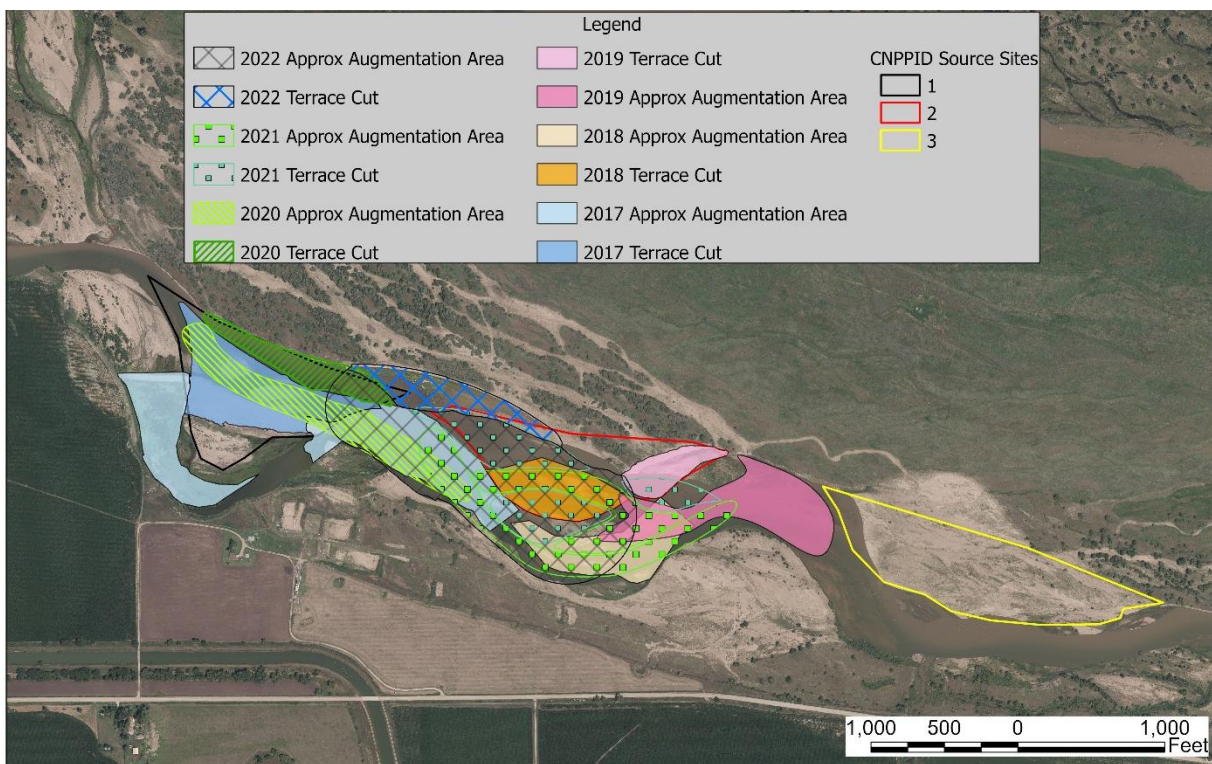 Legend
2022 Approx Augmentation Area
2022 Terrace Cut
2021 Approx Augmentation Area
2021 Terrace Cut
2020 Approx Augmentation Area
2020 Terrace Cut
2019 Terrace Cut
2019 Approx Augmentation Area
2018 Approx Augmentation Area
2018 Terrace Cut
2017 Approx Augmentation Area
2017 Terrace Cut
CNPPID Source Sites
1
2
3
1,000 500 0 1,000
Feet